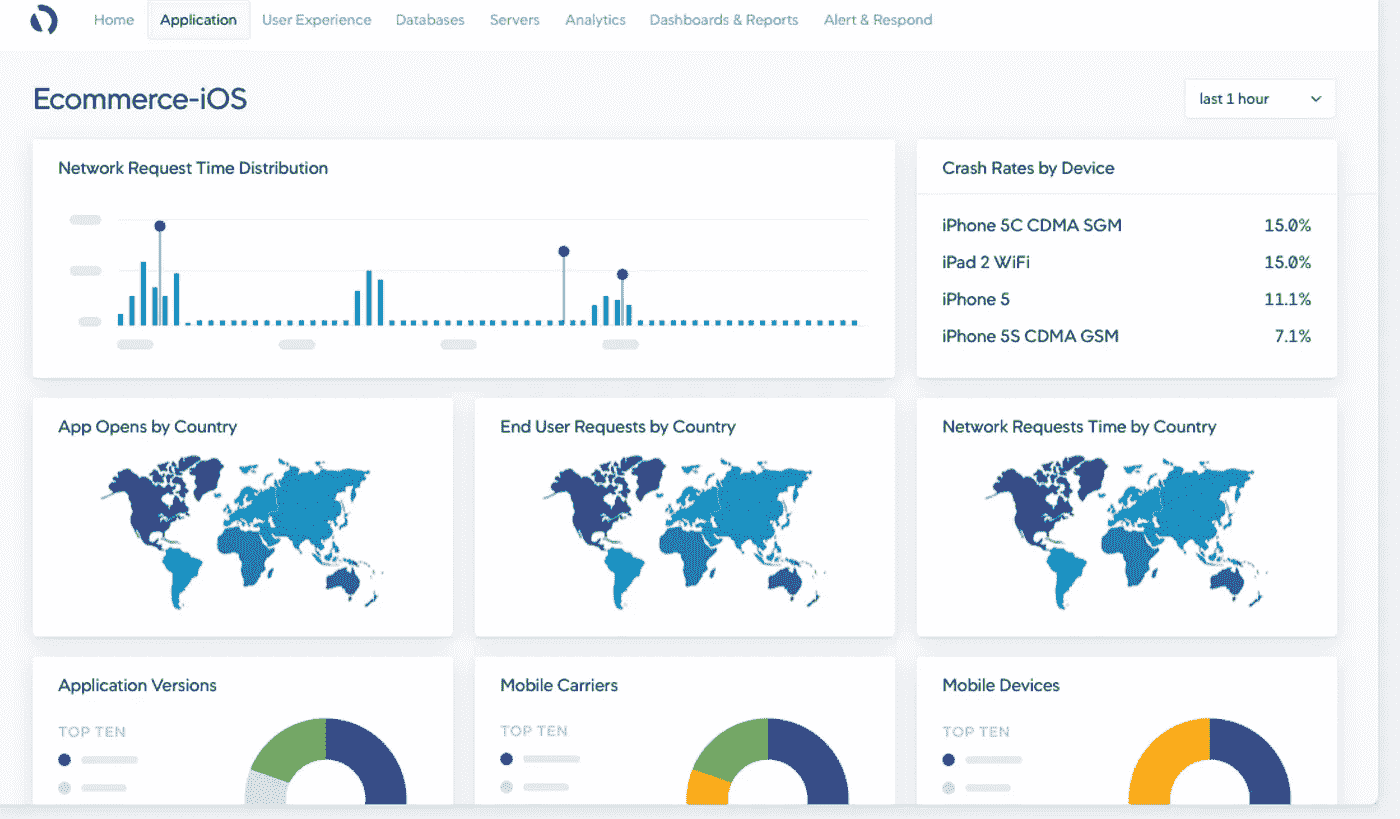 Home Application User Experience Databases Servers Analytics Dashboards & Reports Alert & Respond
Ecommerce-iOS
last 1 hour
Network Request Time Distribution
Crash Rates by Device
iPhone 5C CDMA SGM 15.0%
iPad 2 WiFi 15.0%
iPhone 5 11.1%
iPhone 5S CDMA GSM 7.1%
App Opens by Country
End User Requests by Country
Network Requests Time by Country
Application Versions
TOP TEN
Mobile Carriers
TOP TEN
Mobile Devices
TOP TEN